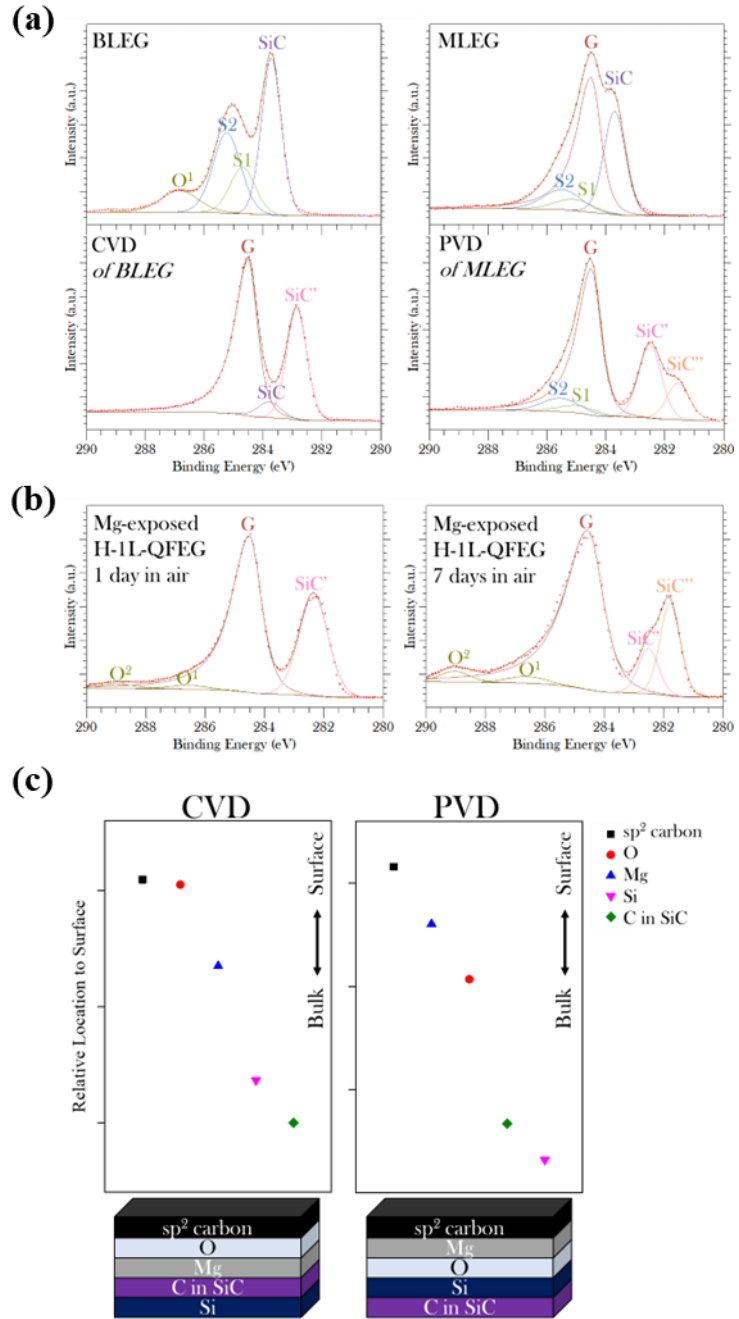 (a)
BLEG
SiC
S2
S1
O¹
Intensity (a.u.)
MLEG
G
SiC
S2
S1
Intensity (a.u.)
CVD
of BLEG
G
SiC'
SiC
Intensity (a.u.)
290 288 286 284 282 280
Binding Energy (eV)
PVD
of MLEG
G
SiC'
SiC''
S2
S1
Intensity (a.u.)
290 288 286 284 282 280
Binding Energy (eV)
(b)
Mg-exposed
H-1L-QFEG
1 day in air
G
SiC'
O²
O¹
Intensity (a.u.)
290 288 286 284 282 280
Binding Energy (eV)
Mg-exposed
H-1L-QFEG
7 days in air
G
SiC''
SiC'
O²
O¹
Intensity (a.u.)
290 288 286 284 282 280
Binding Energy (eV)
(c)
CVD
Relative Location to Surface
Surface
Bulk
PVD
Surface
Bulk
sp² carbon
O
Mg
Si
C in SiC
sp² carbon
O
Mg
C in SiC
Si
sp² carbon
Mg
O
Si
C in SiC